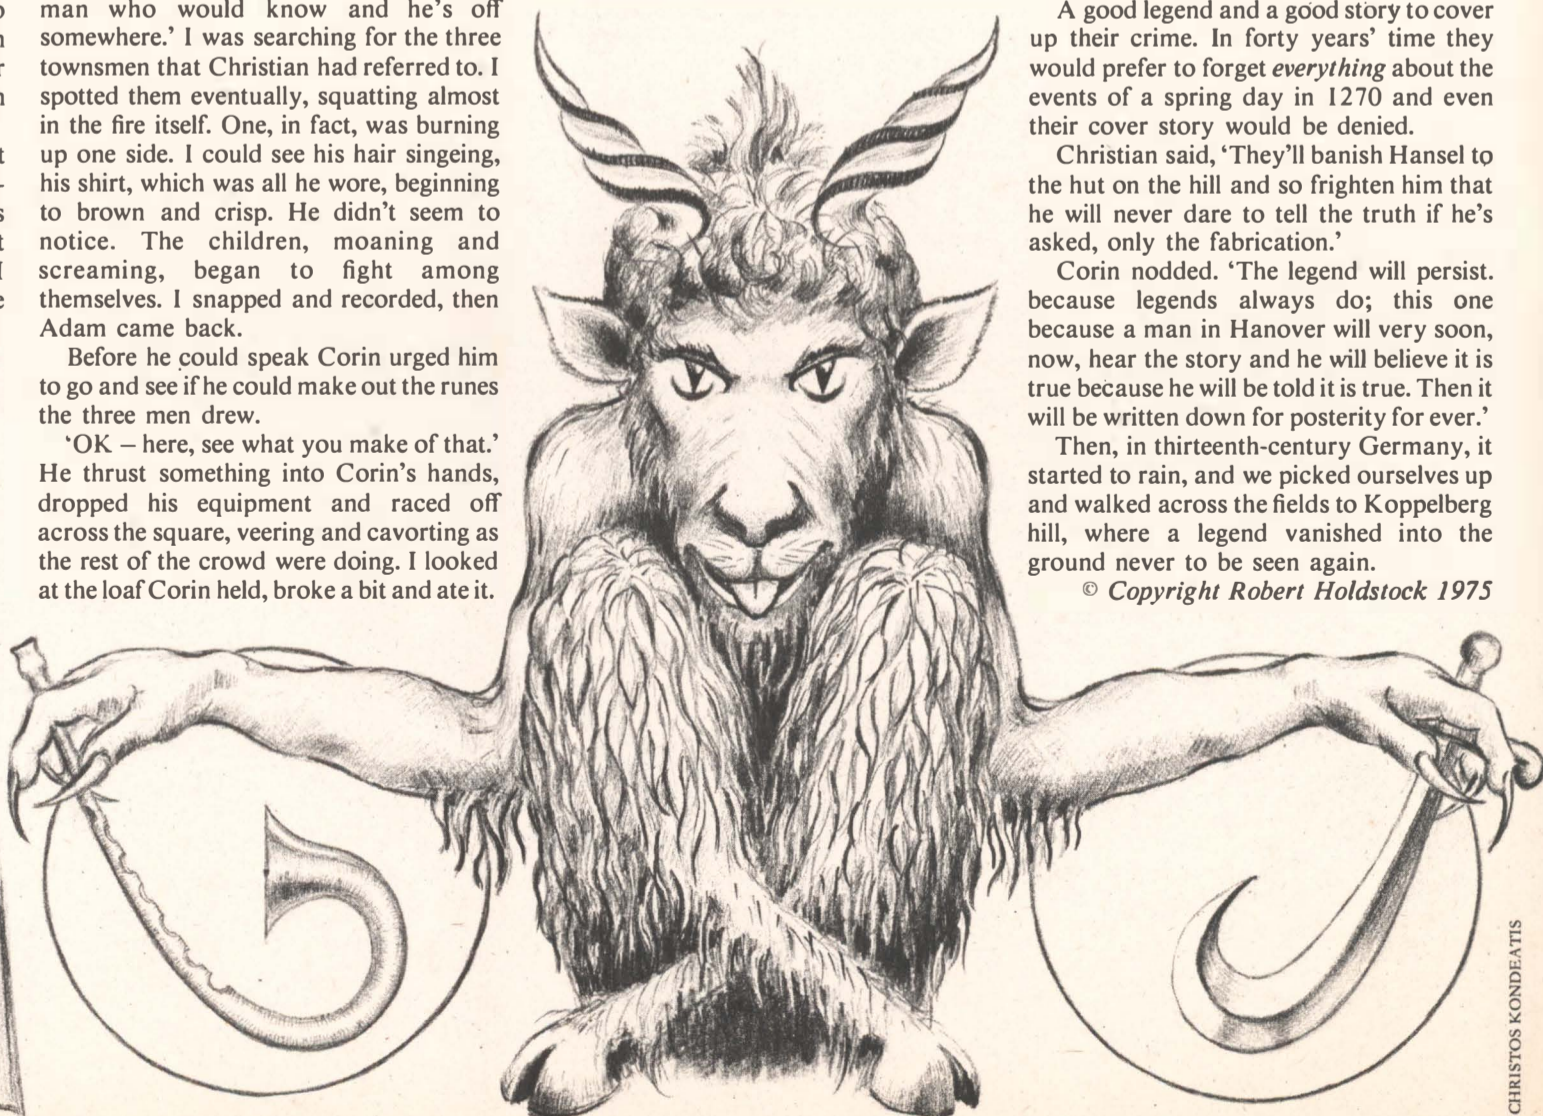 man who would know and he's off
somewhere.' I was searching for the three
townsmen that Christian had referred to. I
spotted them eventually, squatting almost
in the fire itself. One, in fact, was burning
up one side. I could see his hair singeing,
his shirt, which was all he wore, beginning
to brown and crisp. He didn't seem to
notice. The children, moaning and
screaming, began to fight among
themselves. I snapped and recorded, then
Adam came back.
Before he could speak Corin urged him
to go and see if he could make out the runes
the three men drew.
‘OK – here, see what you make of that.’
He thrust something into Corin's hands,
dropped his equipment and raced off
across the square, veering and cavorting as
the rest of the crowd were doing. I looked
at the loaf Corin held, broke a bit and ate it.
A good legend and a good story to cover
up their crime. In forty years' time they
would prefer to forget everything about the
events of a spring day in 1270 and even
their cover story would be denied.
Christian said, ‘They'll banish Hansel to
the hut on the hill and so frighten him that
he will never dare to tell the truth if he's
asked, only the fabrication.’
Corin nodded. ‘The legend will persist.
because legends always do; this one
because a man in Hanover will very soon,
now, hear the story and he will believe it is
true because he will be told it is true. Then it
will be written down for posterity for ever.’
Then, in thirteenth-century Germany, it
started to rain, and we picked ourselves up
and walked across the fields to Koppelberg
hill, where a legend vanished into the
ground never to be seen again.
© Copyright Robert Holdstock 1975
CHRISTOS KONDEATIS